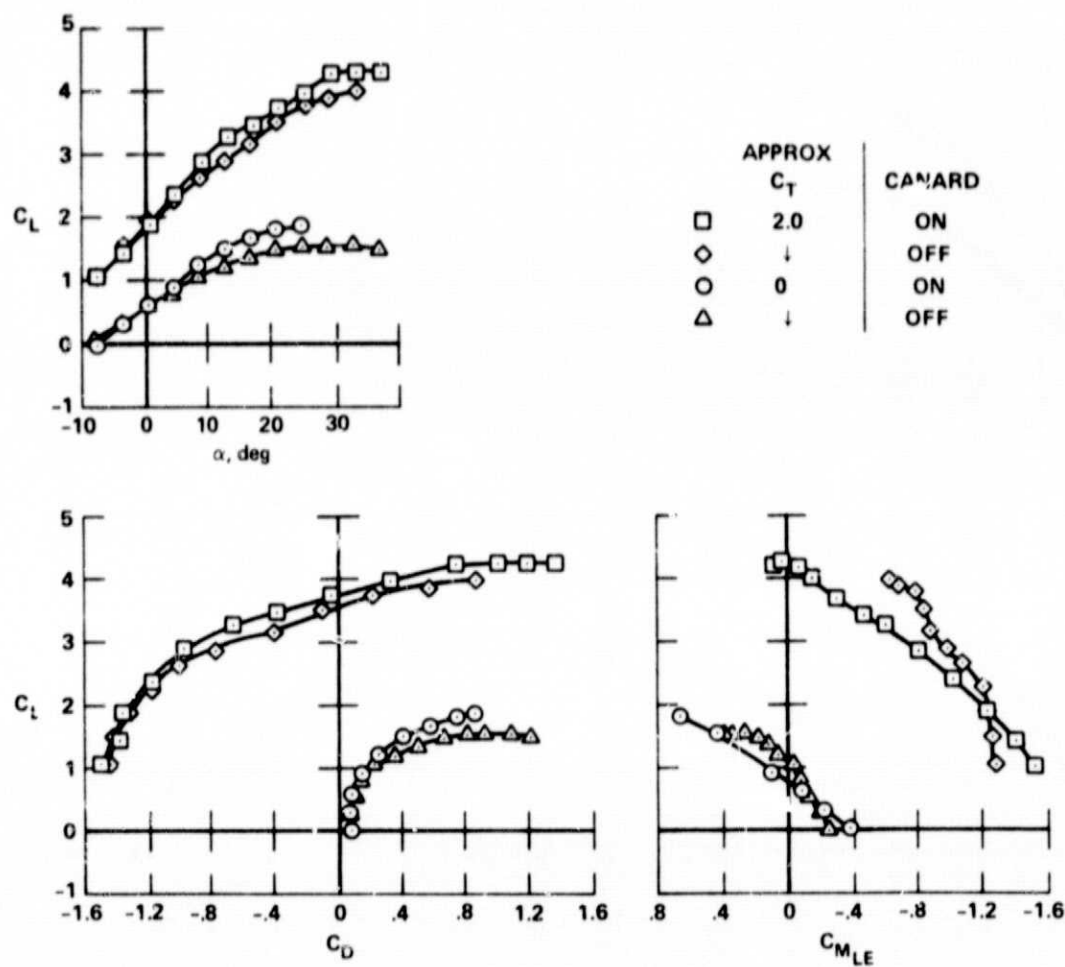 5
4
3
C_L 2
1
0
-1
-10 0 10 20 30
α, deg
APPROX
C_T CANARD
□ 2.0 ON
◇ ↓ OFF
○ 0 ON
△ ↓ OFF
5
4
3
C_L 2
1
0
-1
-1.6 -1.2 -.8 -.4 0 .4 .8 1.2 1.6
C_D
.8 .4 0 -.4 -.8 -1.2 -1.6
C_M_LE